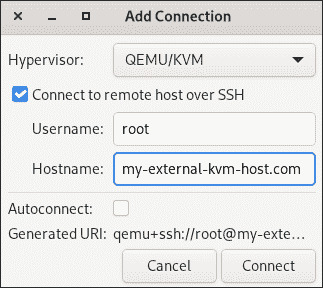 Add Connection
Hypervisor: QEMU/KVM
Connect to remote host over SSH
Username: root
Hostname: my-external-kvm-host.com
Autoconnect:
Generated URI: qemu+ssh://root@my-exte...
Cancel Connect